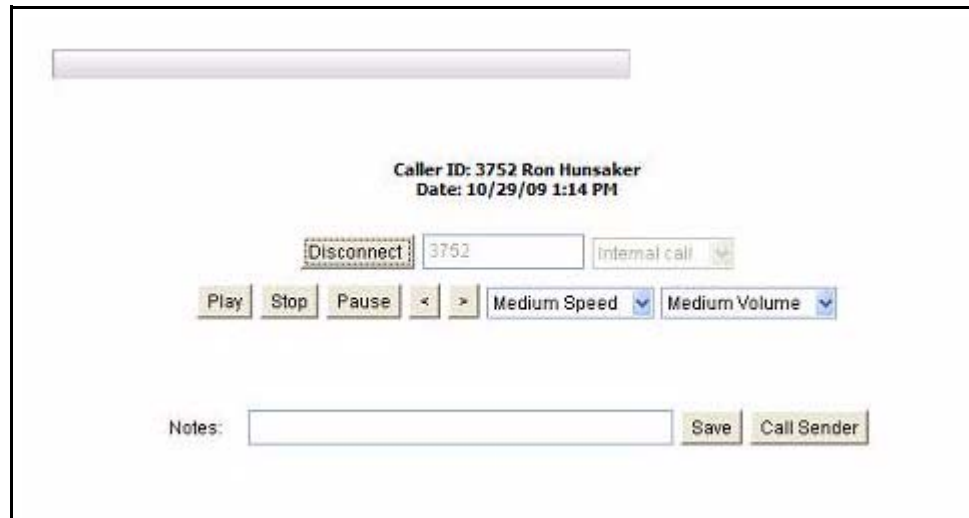 Caller ID: 3752 Ron Hunsaker
Date: 10/29/09 1:14 PM
Disconnect 3752 Internal call
Play Stop Pause < > Medium Speed Medium Volume
Notes: Save Call Sender